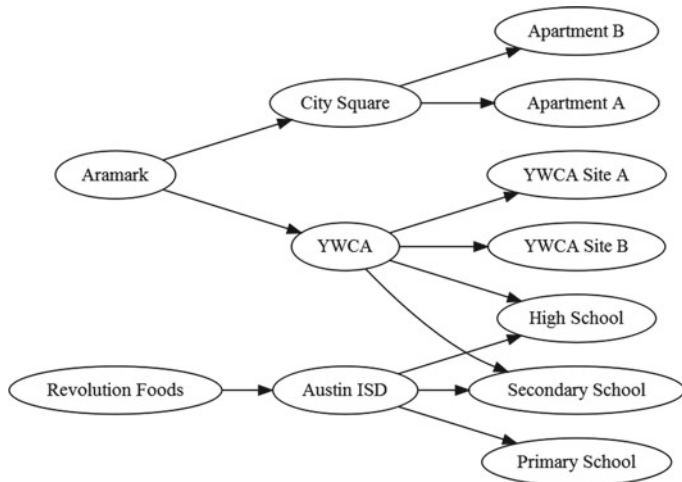 Apartment B
City Square
Apartment A
Aramark
YWCA Site A
YWCA
YWCA Site B
High School
Revolution Foods
Austin ISD
Secondary School
Primary School